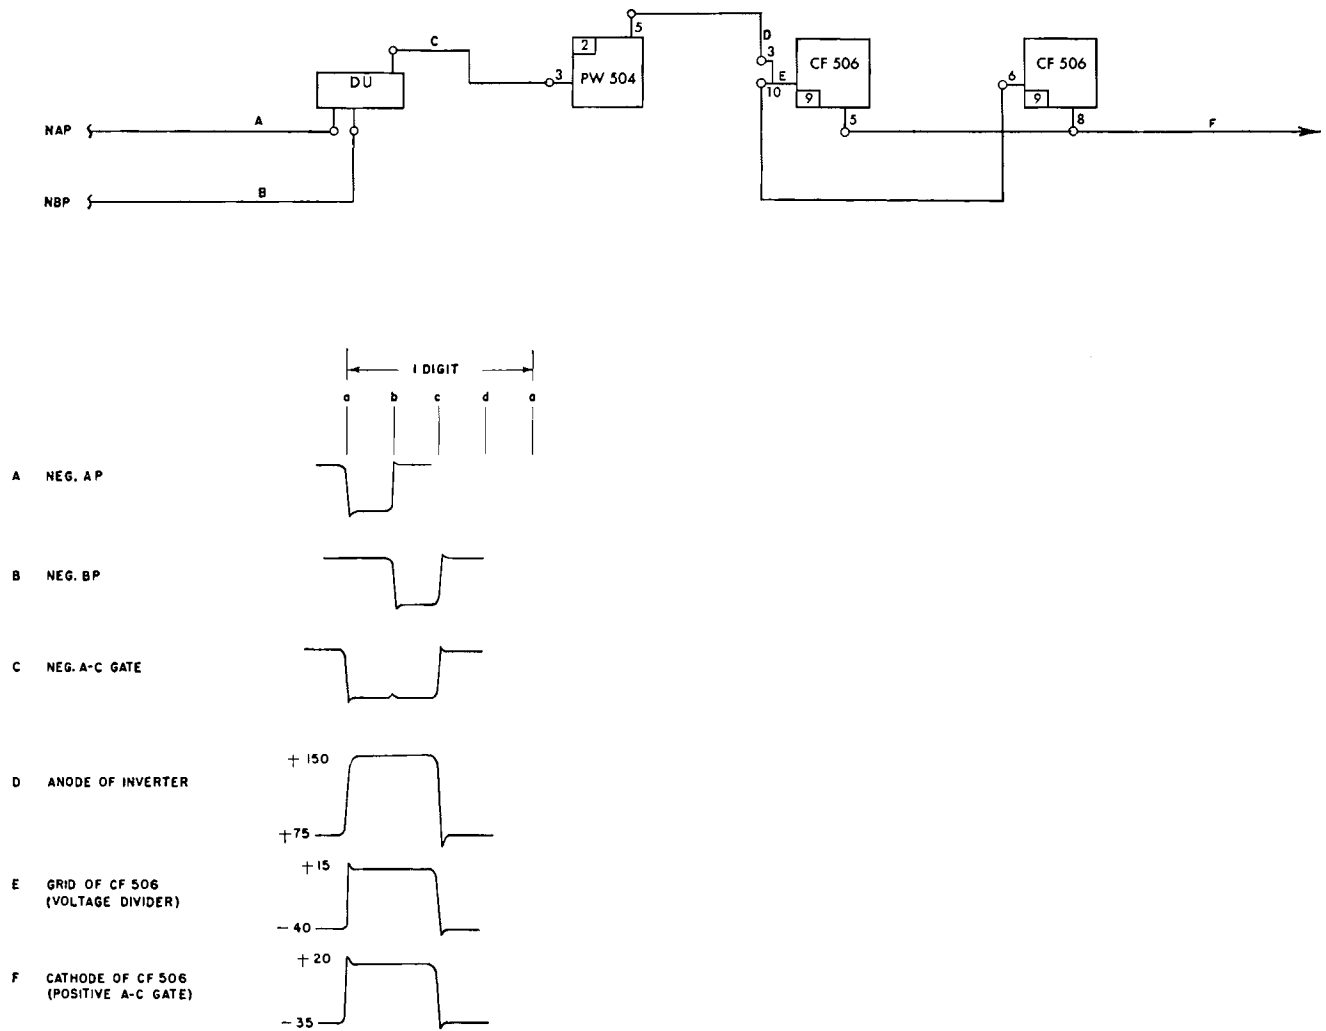 5
C
D
2
3
DU
3
PW 504
CF 506
CF 506
E
6
10
9
9
NAP
A
5
8
F
B
NBP
1 DIGIT
a b c d a
A NEG. AP
B NEG. BP
C NEG. A-C GATE
+ 150
D ANODE OF INVERTER
+75
+15
E GRID OF CF 506
(VOLTAGE DIVIDER)
- 40
+ 20
F CATHODE OF CF 506
(POSITIVE A-C GATE)
- 35